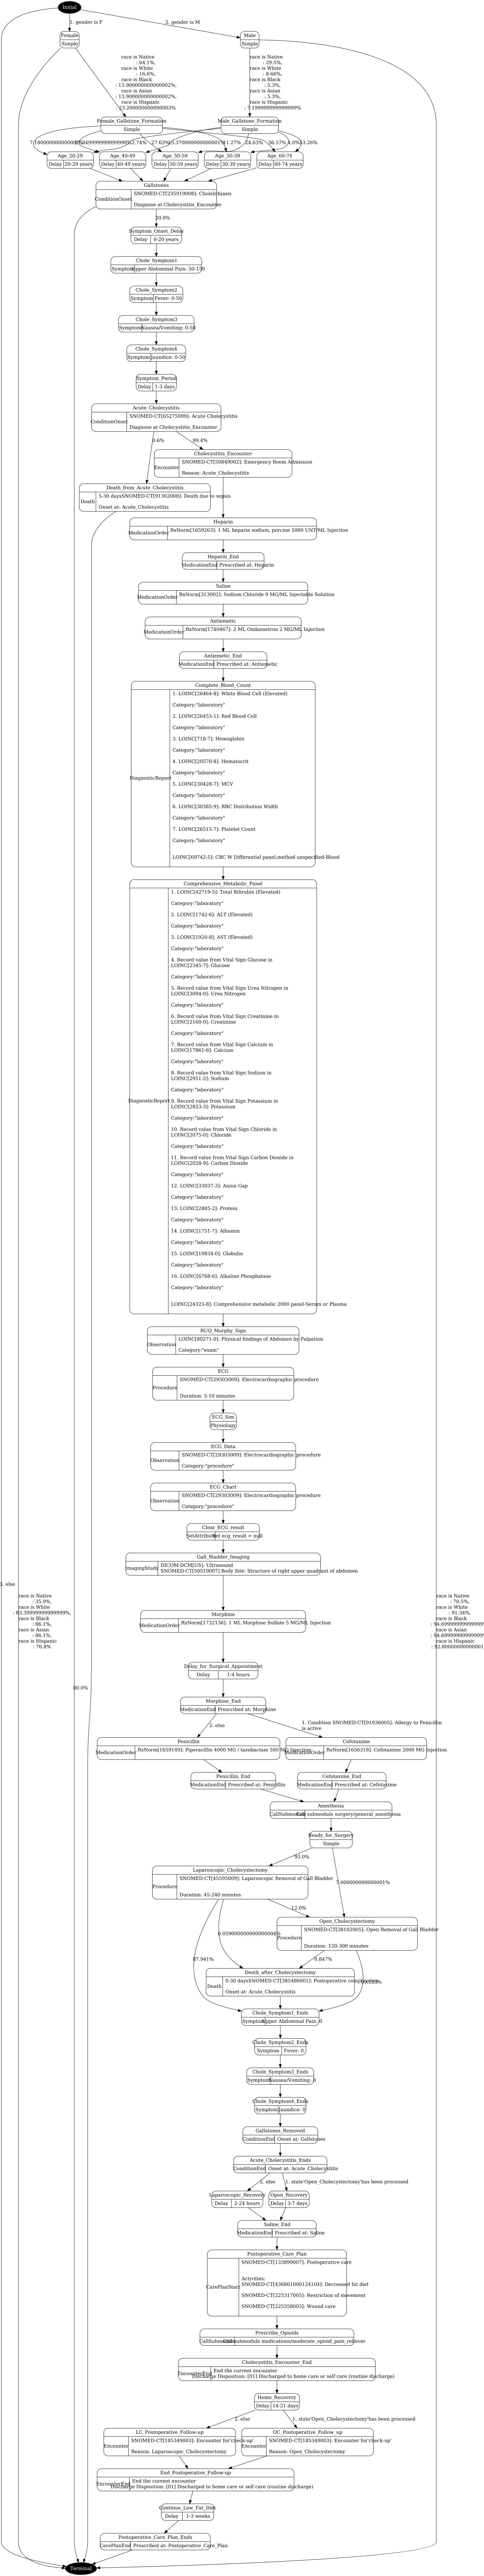 Initial
1. gender is F
2. gender is M
Female
Simple
Male
Simple
race is Native
: 64.1%,
race is White
: 16.6%,
race is Black
: 13.900000000000002%,
race is Asian
: 13.900000000000002%,
race is Hispanic
: 23.200000000000003%
race is Native
: 29.5%,
race is White
: 8.66%,
race is Black
: 5.3%,
race is Asian
: 5.3%,
race is Hispanic
: 7.199999999999999%
Female_Gallstone_Formation
Simple
Male_Gallstone_Formation
Simple
27.63%
11.27%
24.63%
36.57%
Age_20-29
Delay 20-29 years
Age_40-49
Delay 40-49 years
Age_50-59
Delay 50-59 years
Age_30-39
Delay 30-39 years
Age_60-74
Delay 60-74 years
Gallstones
ConditionOnset
SNOMED-CT[235919008]: Cholelithiasis
Diagnose at Cholecystitis_Encounter
20.0%
Symptom_Onset_Delay
Delay 0-20 years
Chole_Symptom1
Symptom Upper Abdominal Pain: 50-150
Chole_Symptom2
Symptom Fever: 0-50
Chole_Symptom3
Symptom Nausea/Vomiting: 0-50
Chole_Symptom4
Symptom Jaundice: 0-50
Symptom_Period
Delay 1-3 days
Acute_Cholecystitis
ConditionOnset
SNOMED-CT[65275009]: Acute Cholecystitis
Diagnose at Cholecystitis_Encounter
0.6%
99.4%
Cholecystitis_Encounter
Encounter
SNOMED-CT[50849002]: Emergency Room Admission
Reason: Acute_Cholecystitis
Death_from_Acute_Cholecystitis
Death
5-30 daysSNOMED-CT[91302008]: Death due to sepsis
Onset at: Acute_Cholecystitis
Heparin
MedicationOrder
RxNorm[1659263]: 1 ML heparin sodium, porcine 5000 UNT/ML Injection
Heparin_End
MedicationEnd Prescribed at: Heparin
Saline
MedicationOrder
RxNorm[313002]: Sodium Chloride 9 MG/ML Injectable Solution
Antiemetic
MedicationOrder
RxNorm[1740467]: 2 ML Ondansetron 2 MG/ML Injection
Antiemetic_End
MedicationEnd Prescribed at: Antiemetic
Complete_Blood_Count
DiagnosticReport
1. LOINC[26464-8]: White Blood Cell (Elevated)
Category:"laboratory"
2. LOINC[26453-1]: Red Blood Cell
Category:"laboratory"
3. LOINC[718-7]: Hemoglobin
Category:"laboratory"
4. LOINC[20570-8]: Hematocrit
Category:"laboratory"
5. LOINC[30428-7]: MCV
Category:"laboratory"
6. LOINC[30385-9]: RBC Distribution Width
Category:"laboratory"
7. LOINC[26515-7]: Platelet Count
Category:"laboratory"
LOINC[69742-5]: CBC W Differential panel,method unspecified-Blood
Comprehensive_Metabolic_Panel
DiagnosticReport
1. LOINC[42719-5]: Total Bilirubin (Elevated)
Category:"laboratory"
2. LOINC[1742-6]: ALT (Elevated)
Category:"laboratory"
3. LOINC[1920-8]: AST (Elevated)
Category:"laboratory"
4. Record value from Vital Sign Glucose in
LOINC[2345-7]: Glucose
Category:"laboratory"
5. Record value from Vital Sign Urea Nitrogen in
LOINC[3094-0]: Urea Nitrogen
Category:"laboratory"
6. Record value from Vital Sign Creatinine in
LOINC[2160-0]: Creatinine
Category:"laboratory"
7. Record value from Vital Sign Calcium in
LOINC[17861-6]: Calcium
Category:"laboratory"
8. Record value from Vital Sign Sodium in
LOINC[2951-2]: Sodium
Category:"laboratory"
9. Record value from Vital Sign Potassium in
LOINC[2823-3]: Potassium
Category:"laboratory"
10. Record value from Vital Sign Chloride in
LOINC[2075-0]: Chloride
Category:"laboratory"
11. Record value from Vital Sign Carbon Dioxide in
LOINC[2028-9]: Carbon Dioxide
Category:"laboratory"
12. LOINC[33037-3]: Anion Gap
Category:"laboratory"
13. LOINC[2885-2]: Protein
Category:"laboratory"
14. LOINC[1751-7]: Albumin
Category:"laboratory"
15. LOINC[10834-0]: Globulin
Category:"laboratory"
16. LOINC[6768-6]: Alkaline Phosphatase
Category:"laboratory"
LOINC[24323-8]: Comprehensive metabolic 2000 panel-Serum or Plasma
RUQ_Murphy_Sign
Observation
LOINC[80271-0]: Physical findings of Abdomen by Palpation
Category:"exam"
ECG
Procedure
SNOMED-CT[29303009]: Electrocardiographic procedure
Duration: 5-10 minutes
ECG_Sim
Physiology
ECG_Data
Observation
SNOMED-CT[29303009]: Electrocardiographic procedure
Category:"procedure"
ECG_Chart
Observation
SNOMED-CT[29303009]: Electrocardiographic procedure
Category:"procedure"
Clear_ECG_result
SetAttribute Set ecg_result = null
Gall_Bladder_Imaging
ImagingStudy
DICOM-DCM[US]: Ultrasound
SNOMED-CT[50519007] Body Site: Structure of right upper quadrant of abdomen
3. else
race is Native
: 35.9%,
race is White
: 83.39999999999999%,
race is Black
: 86.1%,
race is Asian
: 86.1%,
race is Hispanic
: 76.8%
race is Native
: 70.5%,
race is White
: 91.34%,
race is Black
race is Asian
race is Hispanic
80.0%
Morphine
MedicationOrder
RxNorm[1732136]: 1 ML Morphine Sulfate 5 MG/ML Injection
Delay_for_Surgical_Appointment
Delay 1-4 hours
Morphine_End
MedicationEnd Prescribed at: Morphine
2. else
1. Condition SNOMED-CT[91936005]: Allergy to Penicillin
is active
Penicillin
MedicationOrder
RxNorm[1659149]: Piperacillin 4000 MG / tazobactam 500 MG Injection
Cefotaxime
MedicationOrder
RxNorm[1656318]: Cefotaxime 2000 MG Injection
Penicillin_End
MedicationEnd Prescribed at: Penicillin
Cefotaxime_End
MedicationEnd Prescribed at: Cefotaxime
Anesthesia
CallSubmodule Call submodule surgery/general_anesthesia
Ready_for_Surgery
Simple
93.0%
7.000000000000001%
Laparoscopic_Cholecystectomy
Procedure
SNOMED-CT[45595009]: Laparoscopic Removal of Gall Bladder
Duration: 45-240 minutes
12.0%
Open_Cholecystectomy
Procedure
SNOMED-CT[38102005]: Open Removal of Gall Bladder
Duration: 120-300 minutes
0.05900000000000004%
87.941%
0.847%
99.153%
Death_after_Cholecystectomy
Death
0-30 daysSNOMED-CT[385486001]: Postoperative complication
Onset at: Acute_Cholecystitis
Chole_Symptom1_Ends
Symptom Upper Abdominal Pain: 0
Chole_Symptom2_Ends
Symptom Fever: 0
Chole_Symptom3_Ends
Symptom Nausea/Vomiting: 0
Chole_Symptom4_Ends
Symptom Jaundice: 0
Gallstones_Removed
ConditionEnd Onset at: Gallstones
Acute_Cholecystitis_Ends
ConditionEnd Onset at: Acute_Cholecystitis
2. else
1. state'Open_Cholecystectomy'has been processed
Laparoscopic_Recovery
Delay 2-24 hours
Open_Recovery
Delay 3-7 days
Saline_End
MedicationEnd Prescribed at: Saline
Postoperative_Care_Plan
CarePlanStart
SNOMED-CT[133899007]: Postoperative care
Activities:
SNOMED-CT[436861000124104]: Decreased fat diet
SNOMED-CT[225317005]: Restriction of movement
SNOMED-CT[225358003]: Wound care
Prescribe_Opioids
CallSubmodule Call submodule medications/moderate_opioid_pain_reliever
Cholecystitis_Encounter_End
EncounterEnd
End the current encounter
Discharge Disposition: [01] Discharged to home care or self care (routine discharge)
Home_Recovery
Delay 14-21 days
2. else
1. state'Open_Cholecystectomy'has been processed
LC_Postoperative_Follow-up
Encounter
SNOMED-CT[185349003]: Encounter for'check-up'
Reason: Laparoscopic_Cholecystectomy
OC_Postoperative_Follow_up
Encounter
SNOMED-CT[185349003]: Encounter for'check-up'
Reason: Open_Cholecystectomy
End_Postoperative_Follow-up
EncounterEnd
End the current encounter
Discharge Disposition: [01] Discharged to home care or self care (routine discharge)
Continue_Low_Fat_Diet
Delay 1-3 weeks
Postoperative_Care_Plan_Ends
CarePlanEnd Prescribed at: Postoperative_Care_Plan
Terminal